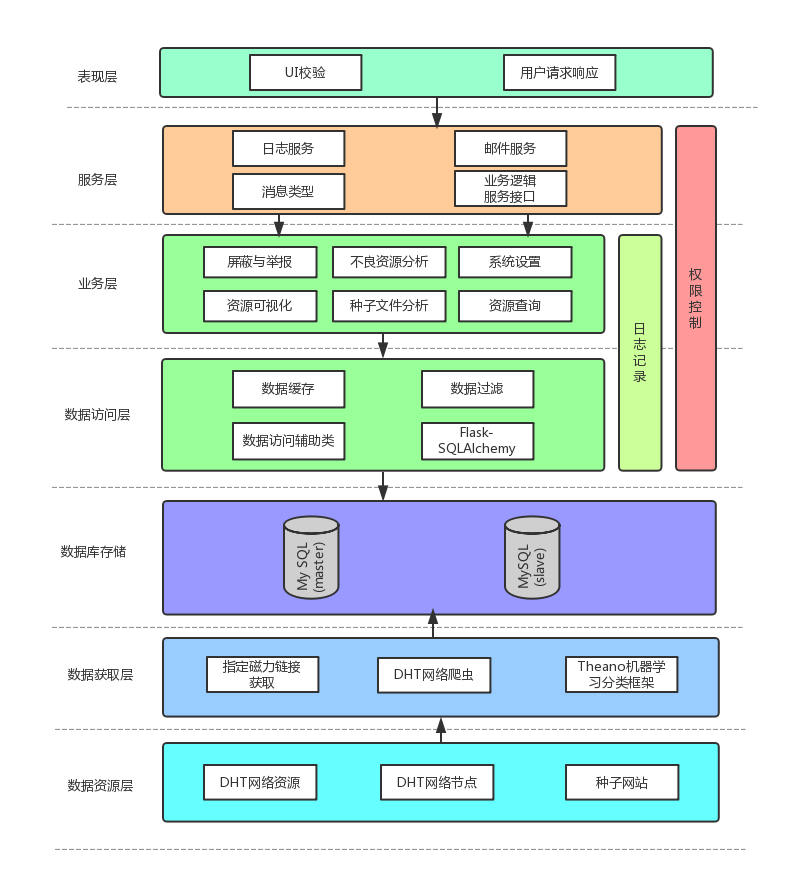 表现层
UI校验
用户请求响应
服务层
日志服务
邮件服务
消息类型
业务逻辑
服务接口
业务层
屏蔽与举报
不良资源分析
系统设置
资源可视化
种子文件分析
资源查询
日志记录
权限控制
数据访问层
数据缓存
数据过滤
数据访问辅助类
Flask-
SQLAlchemy
数据库存储
My SQL
(master)
MySQL
(slave)
数据获取层
指定磁力链接
获取
DHT网络爬虫
Theano机器学
习分类框架
数据资源层
DHT网络资源
DHT网络节点
种子网站